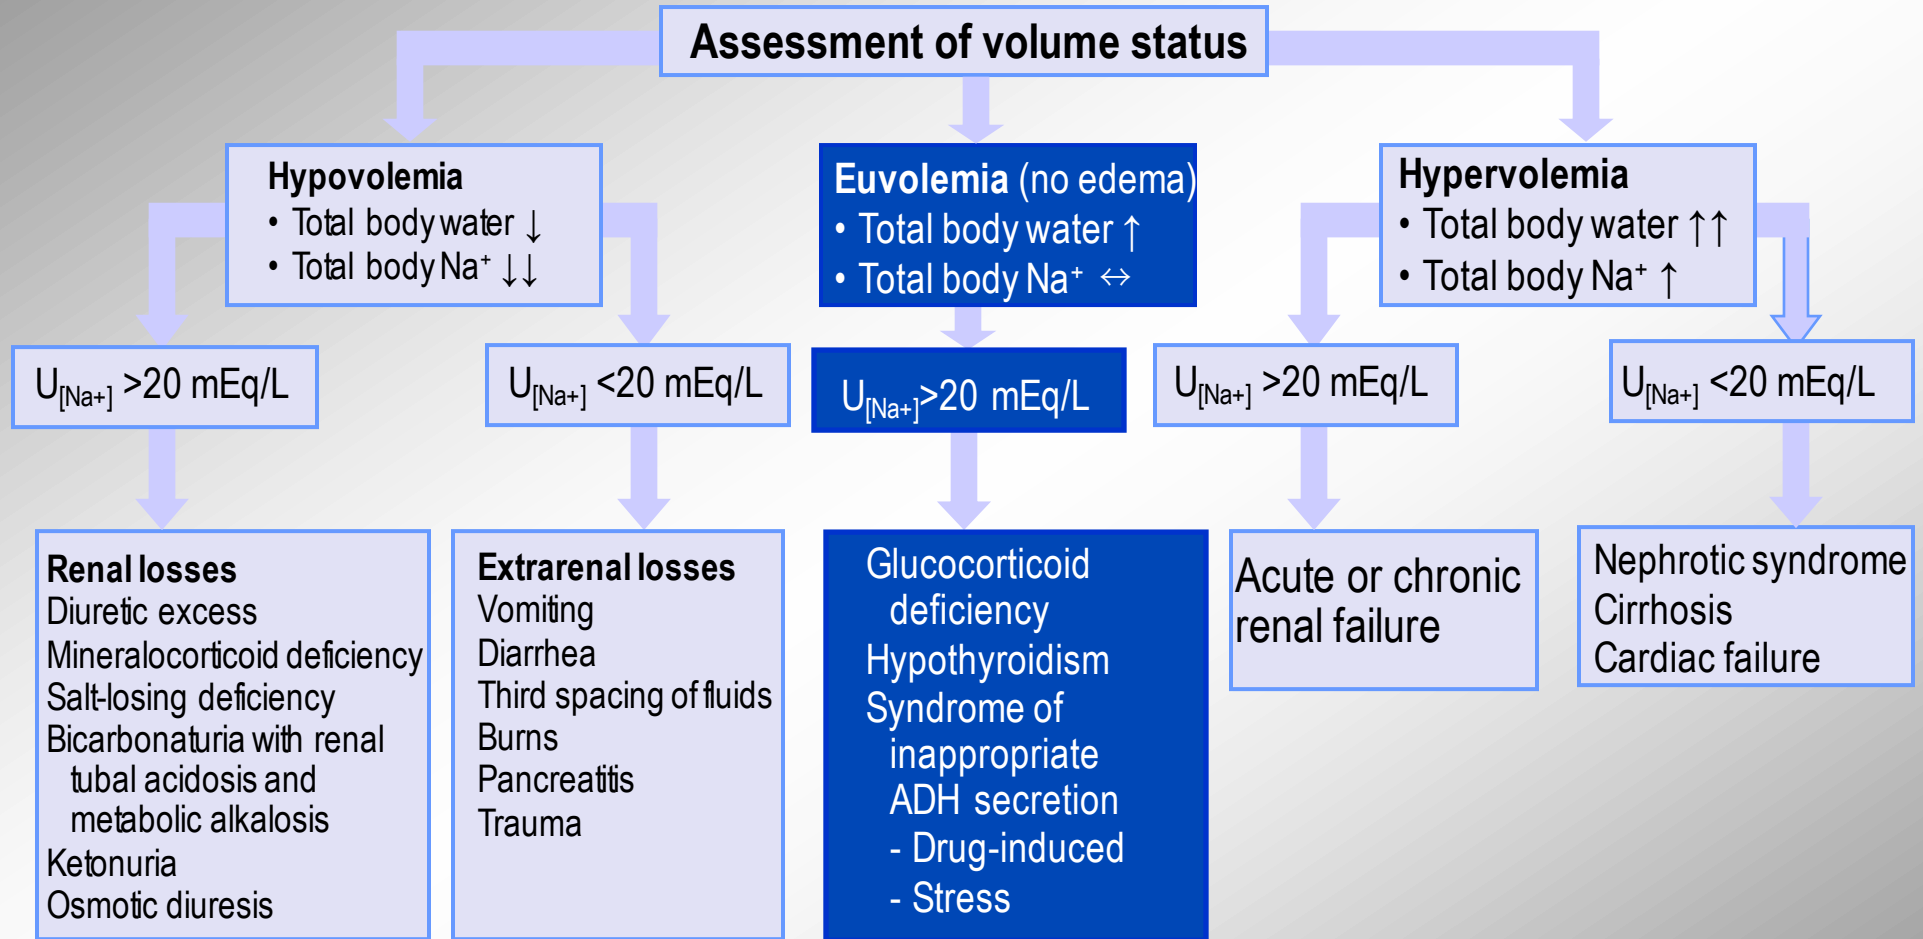 Assessment of volume status
Hypovolemia
• Total body water ↓
• Total body Na⁺ ↓↓
Euvolemia (no edema)
• Total body water ↑
• Total body Na⁺ ↔
Hypervolemia
• Total body water ↑↑
• Total body Na⁺ ↑
U[Na+] >20 mEq/L
U[Na+] <20 mEq/L
U[Na+]>20 mEq/L
U[Na+] >20 mEq/L
U[Na+] <20 mEq/L
Renal losses
Diuretic excess
Mineralocorticoid deficiency
Salt-losing deficiency
Bicarbonaturia with renal
tubal acidosis and
metabolic alkalosis
Ketonuria
Osmotic diuresis
Extrarenal losses
Vomiting
Diarrhea
Third spacing of fluids
Burns
Pancreatitis
Trauma
Glucocorticoid
deficiency
Hypothyroidism
Syndrome of
inappropriate
ADH secretion
- Drug-induced
- Stress
Acute or chronic
renal failure
Nephrotic syndrome
Cirrhosis
Cardiac failure